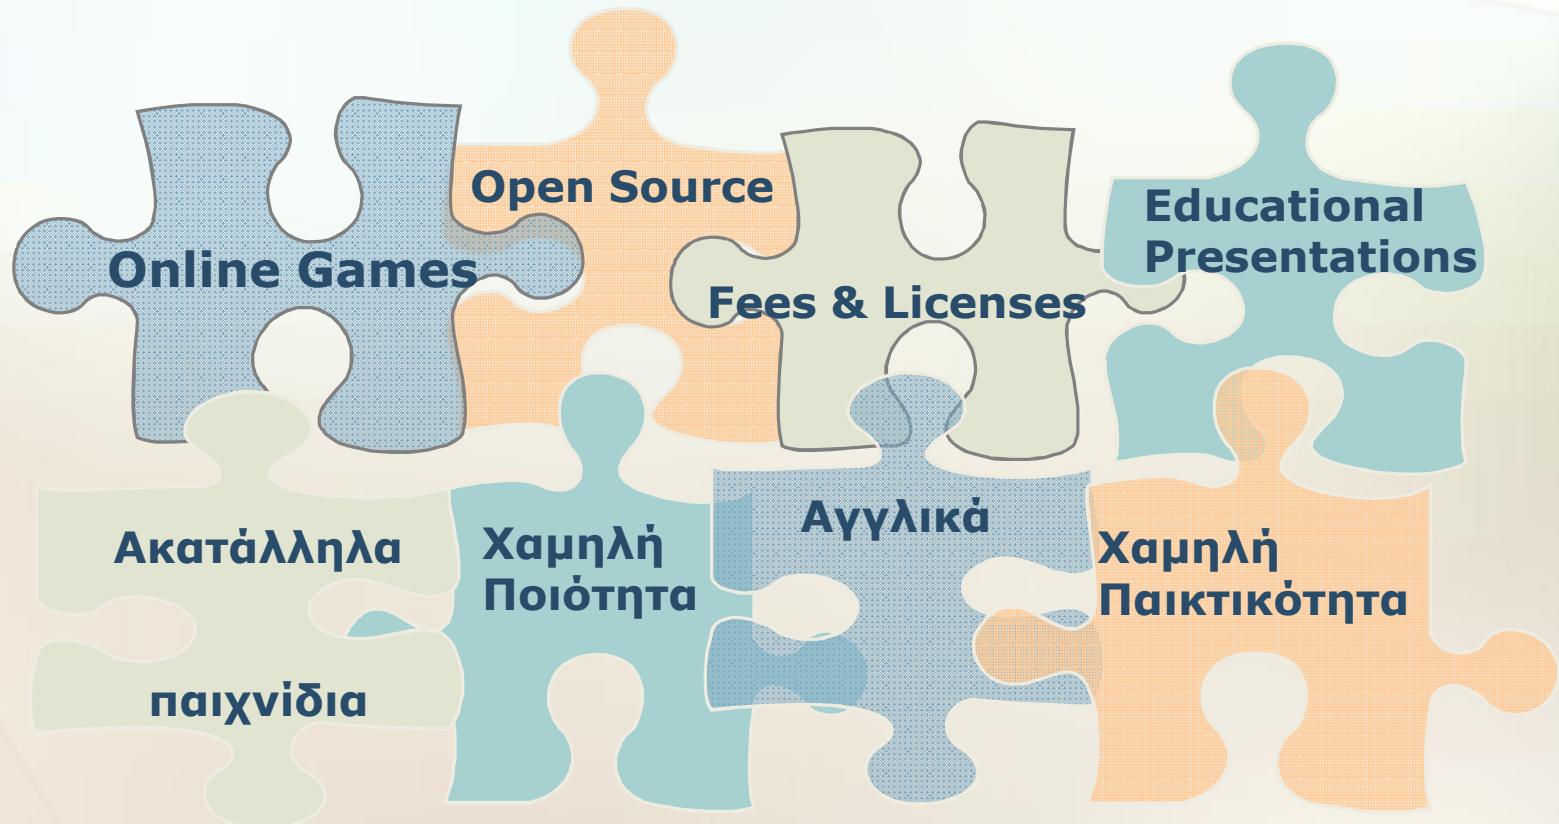 Online Games
Open Source
Fees & Licenses
Educational
Presentations
Ακατάλληλα
παιχνίδια
Χαμηλή
Ποιότητα
Αγγλικά
Χαμηλή
Παικτικότητα